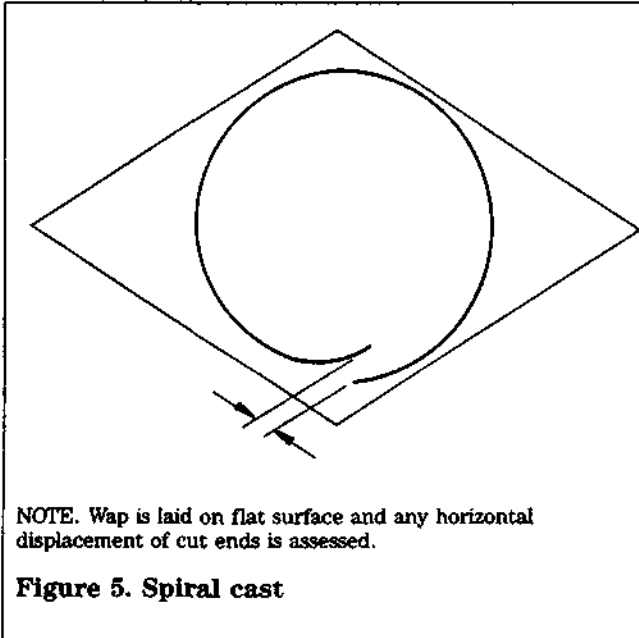 NOTE. Wap is laid on flat surface and any horizontal
displacement of cut ends is assessed.
Figure 5. Spiral cast